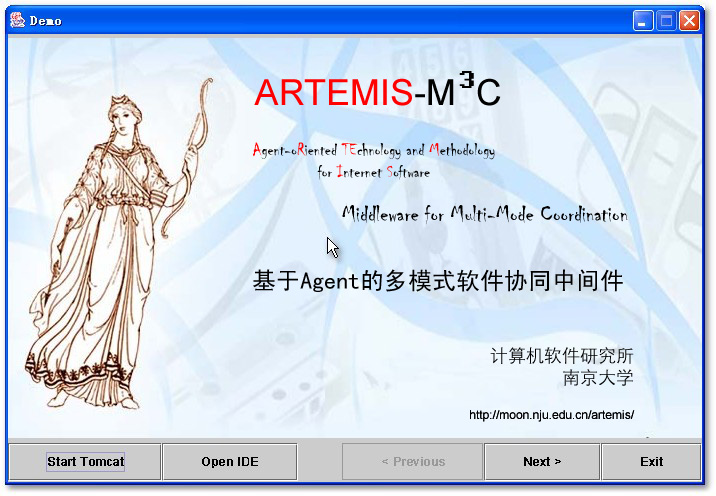 Demo
ARTEMIS-M³C
Agent-oRiented TEchnology and Methodology
for Internet Software
Middleware for Multi-Mode Coordination
基于Agent的多模式软件协同中间件
计算机软件研究所
南京大学
http://moon.nju.edu.cn/artemis/
Start Tomcat
Open IDE
< Previous
Next >
Exit